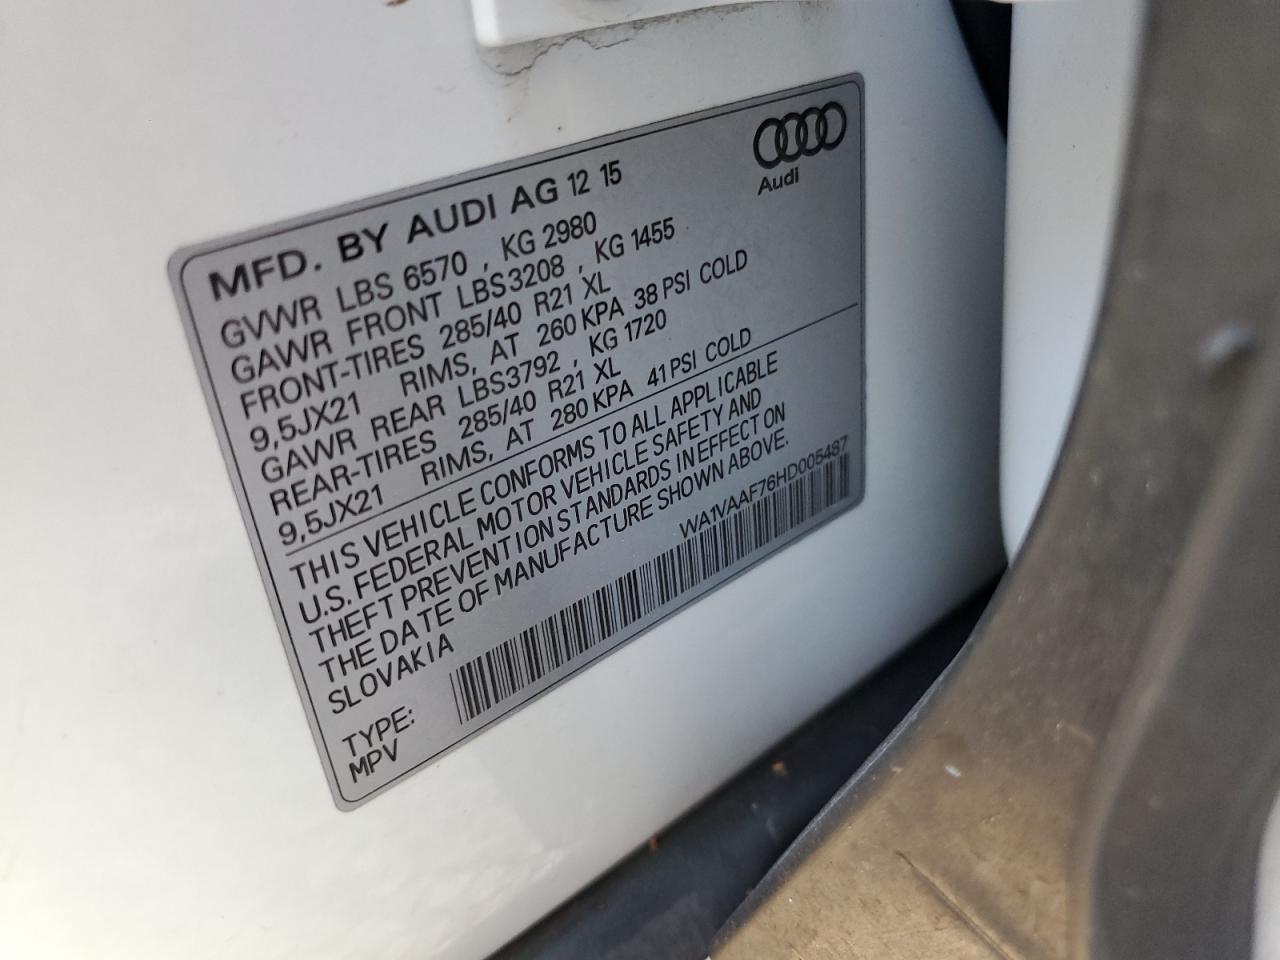 Audi
MFD. BY AUDI AG 12 15
GVWR LBS 6570 , KG 2980
GAWR FRONT LBS3208 , KG 1455
FRONT-TIRES 285/40 R21 XL
9,5JX21 RIMS, AT 260 KPA 38 PSI COLD
GAWR REAR LBS3792 , KG 1720
REAR-TIRES 285/40 R21 XL
9,5JX21 RIMS, AT 280 KPA 41 PSI COLD
THIS VEHICLE CONFORMS TO ALL APPLICABLE
U.S. FEDERAL MOTOR VEHICLE SAFETY AND
THEFT PREVENTION STANDARDS IN EFFECT ON
THE DATE OF MANUFACTURE SHOWN ABOVE.
SLOVAKIA
WA1VAAF76HD005487
TYPE:
MPV